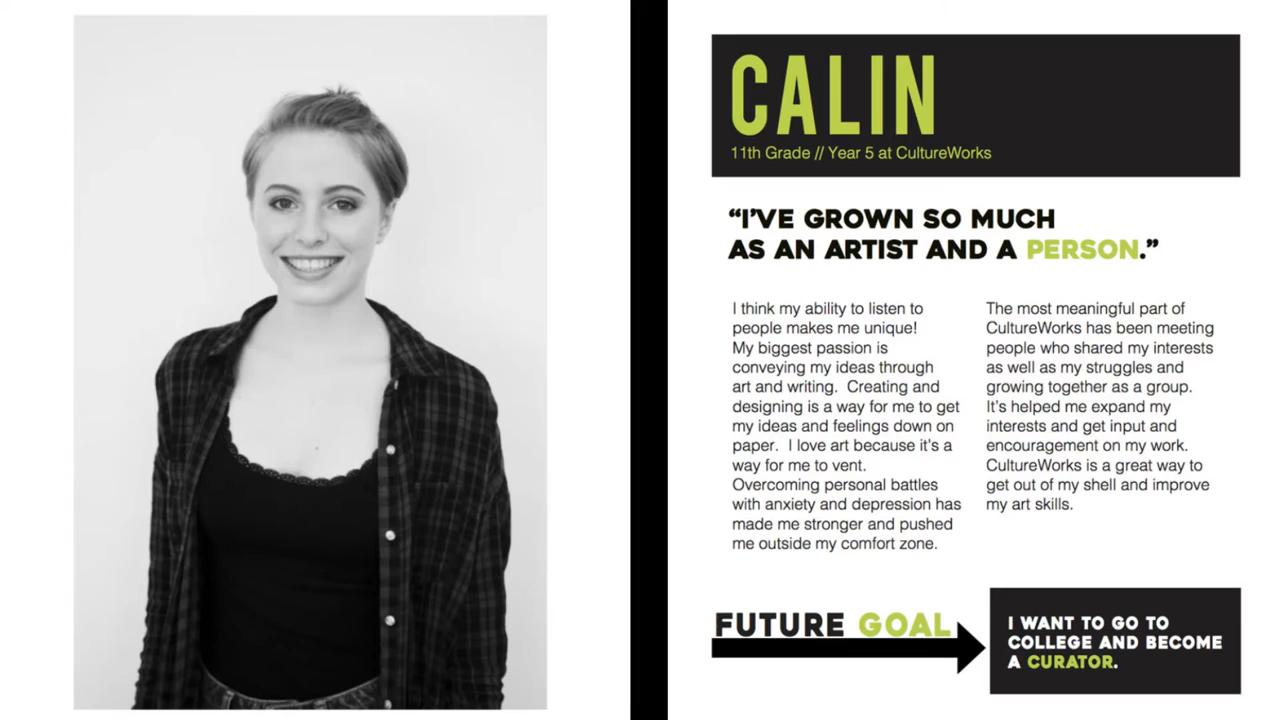 CALIN
11th Grade // Year 5 at CultureWorks
“I’VE GROWN SO MUCH
AS AN ARTIST AND A PERSON.”
I think my ability to listen to
people makes me unique!
My biggest passion is
conveying my ideas through
art and writing.  Creating and
designing is a way for me to get
my ideas and feelings down on
paper.  I love art because it's a
way for me to vent.
Overcoming personal battles
with anxiety and depression has
made me stronger and pushed
me outside my comfort zone.
The most meaningful part of
CultureWorks has been meeting
people who shared my interests
as well as my struggles and
growing together as a group.
It's helped me expand my
interests and get input and
encouragement on my work.
CultureWorks is a great way to
get out of my shell and improve
my art skills.
FUTURE GOAL
I WANT TO GO TO
COLLEGE AND BECOME
A CURATOR.